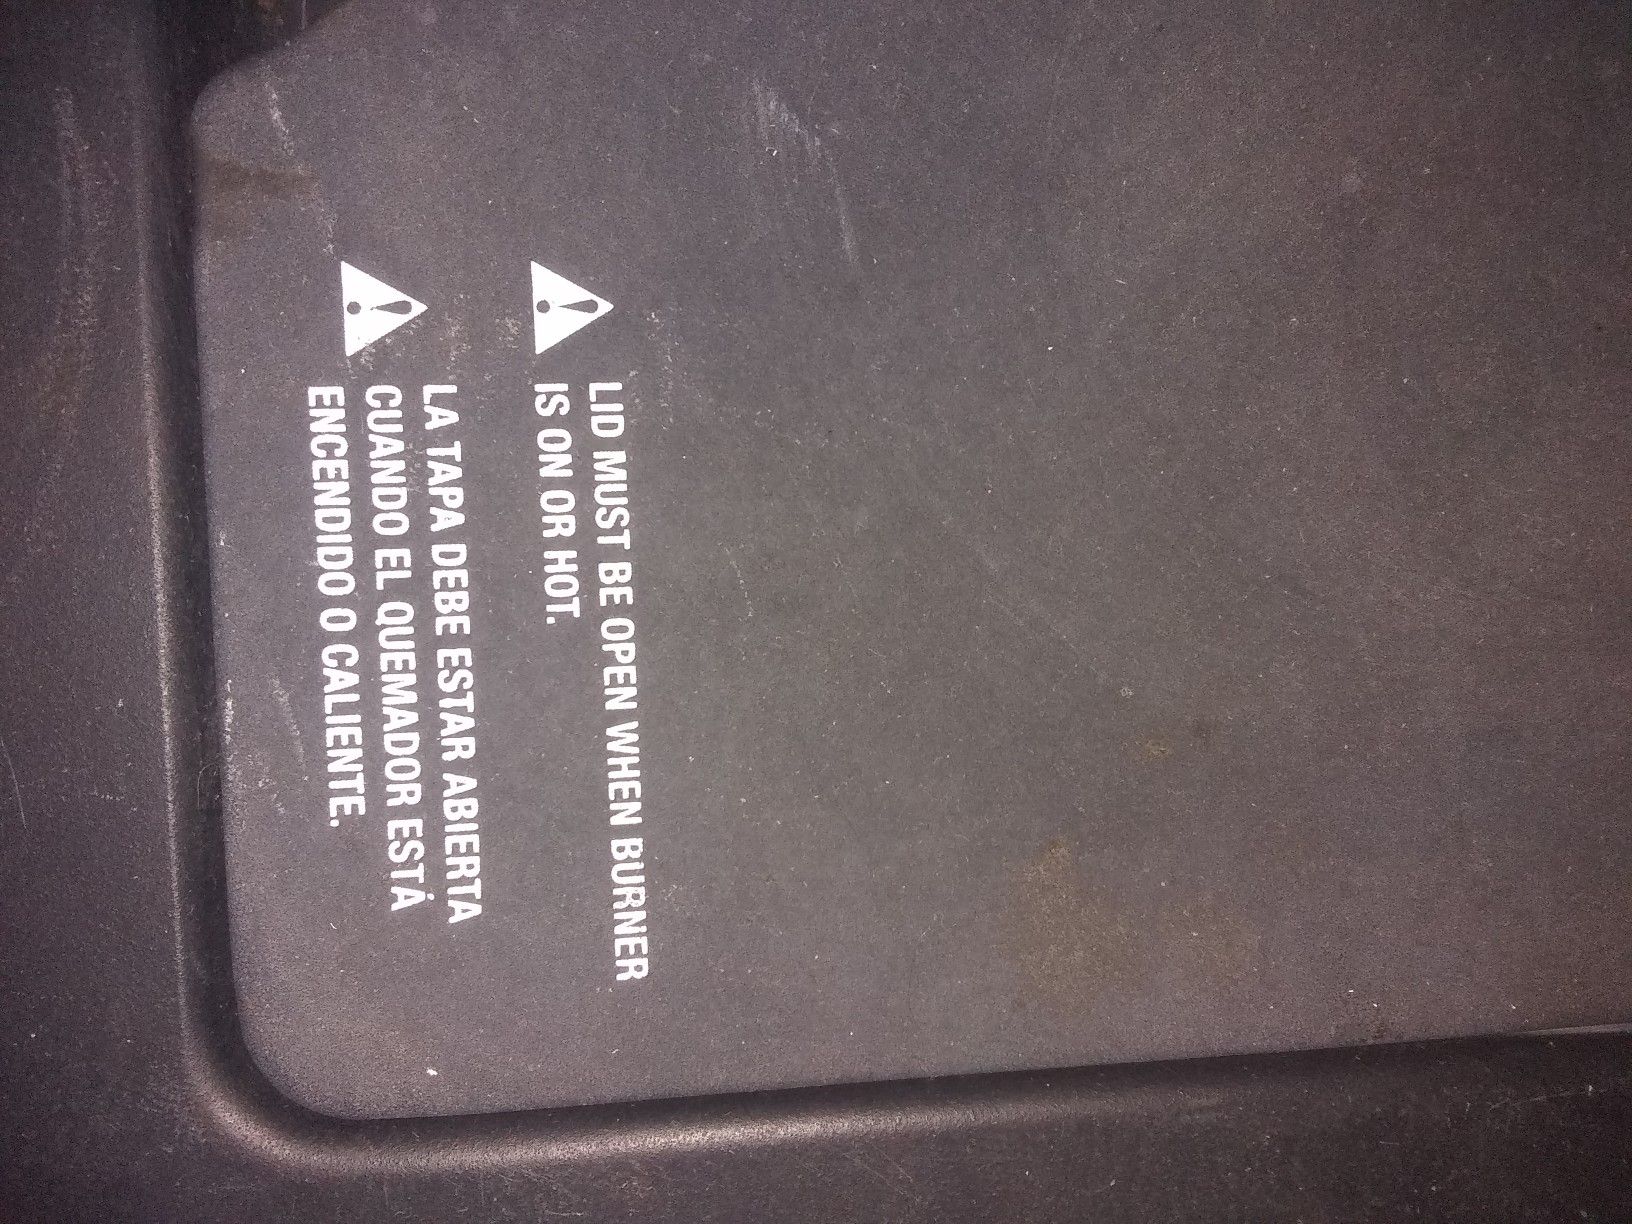 LID MUST BE OPEN WHEN BURNER
IS ON OR HOT.
LA TAPA DEBE ESTAR ABIERTA
CUANDO EL QUEMADOR ESTÁ
ENCENDIDO O CALIENTE.